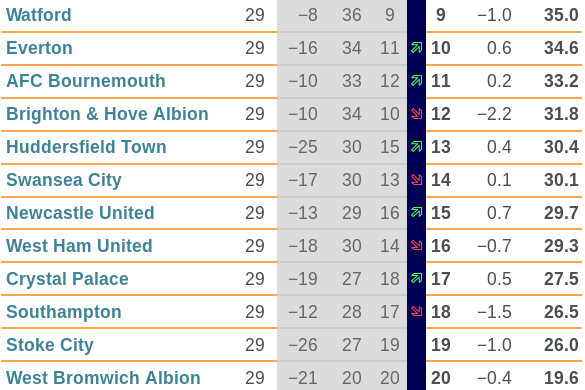 Watford 29 −8 36 9 9 −1.0 35.0
Everton 29 −16 34 11 10 0.6 34.6
AFC Bournemouth 29 −10 33 12 11 0.2 33.2
Brighton & Hove Albion 29 −10 34 10 12 −2.2 31.8
Huddersfield Town 29 −25 30 15 13 0.4 30.4
Swansea City 29 −17 30 13 14 0.1 30.1
Newcastle United 29 −13 29 16 15 0.7 29.7
West Ham United 29 −18 30 14 16 −0.7 29.3
Crystal Palace 29 −19 27 18 17 0.5 27.5
Southampton 29 −12 28 17 18 −1.5 26.5
Stoke City 29 −26 27 19 19 −1.0 26.0
West Bromwich Albion 29 −21 20 20 20 −0.4 19.6